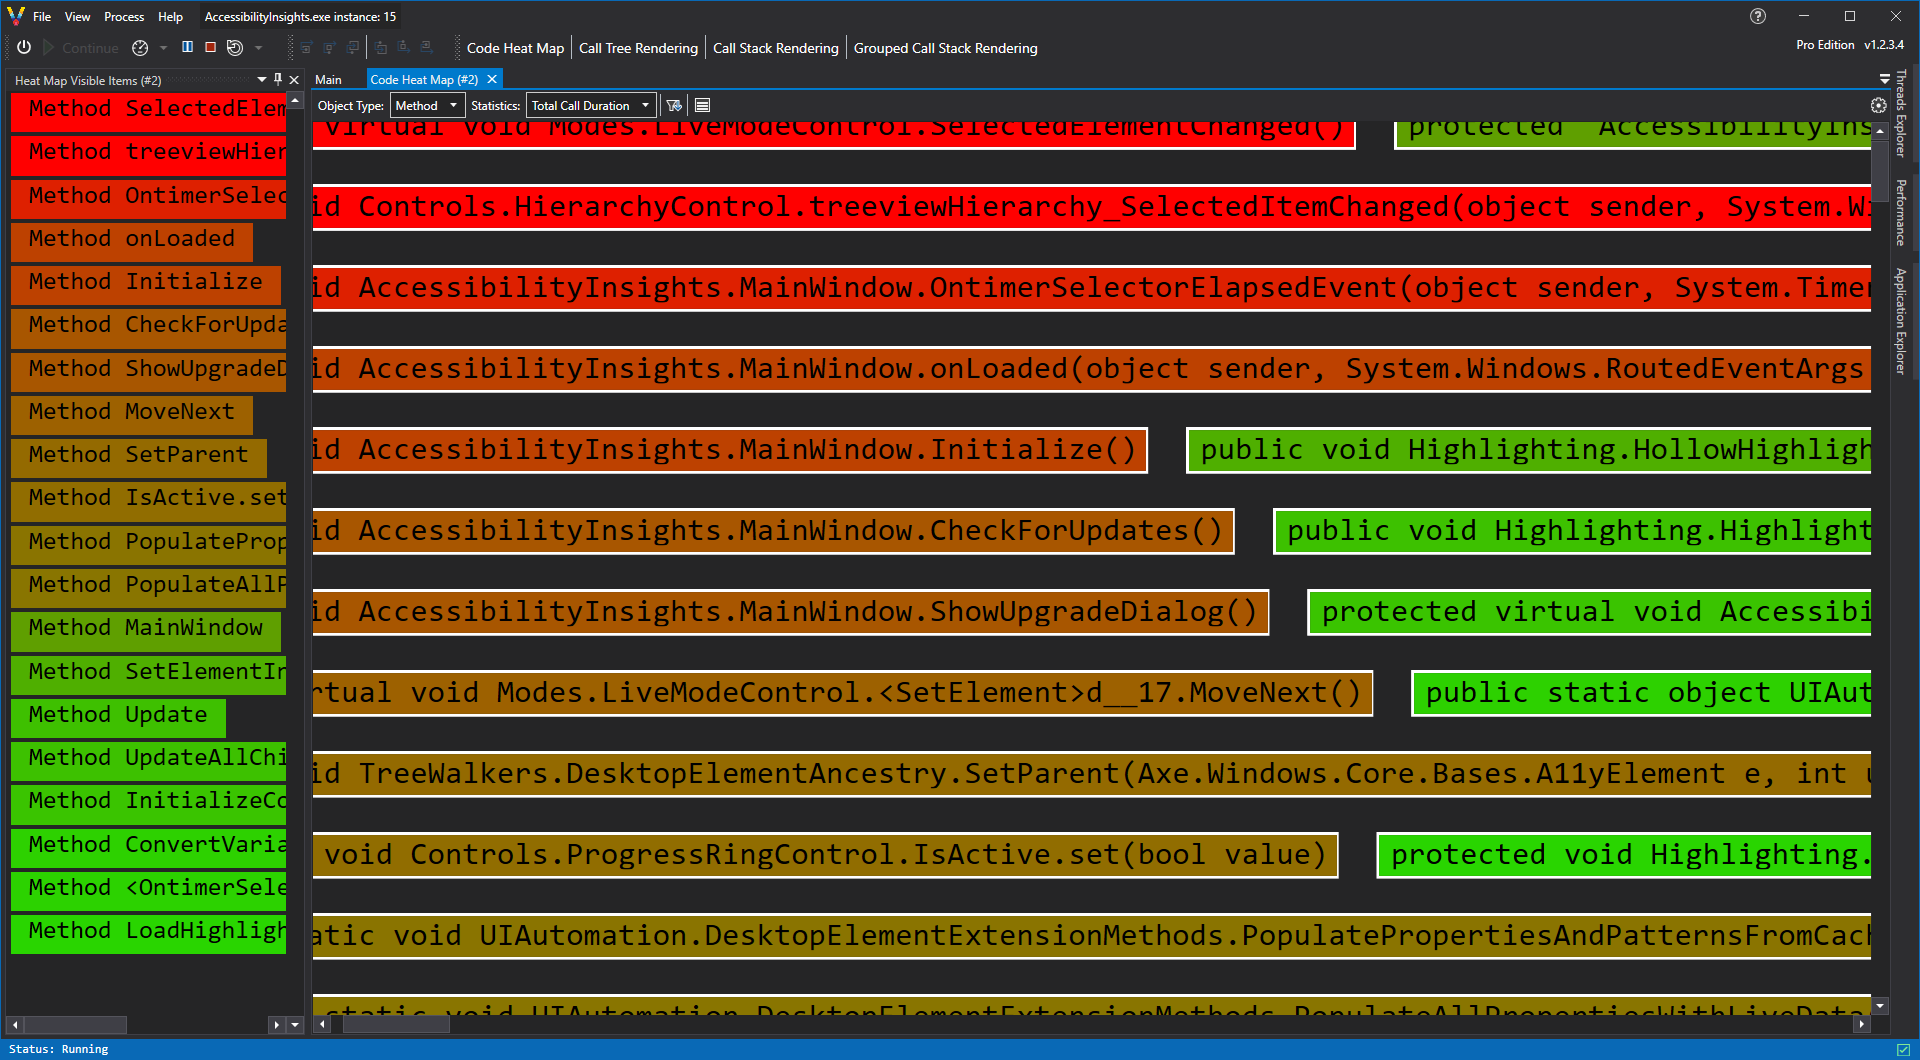 File View Process Help AccessibilityInsights.exe instance: 15
Continue Code Heat Map Call Tree Rendering Call Stack Rendering Grouped Call Stack Rendering Pro Edition v1.2.3.4
Heat Map Visible Items (#2)
Method SelectedElem
Method treeviewHier
Method OntimerSelec
Method onLoaded
Method Initialize
Method CheckForUpda
Method ShowUpgradeD
Method MoveNext
Method SetParent
Method IsActive.set
Method PopulateProp
Method PopulateAllP
Method MainWindow
Method SetElementIn
Method Update
Method UpdateAllChi
Method InitializeCo
Method ConvertVaria
Method <OntimerSele
Method LoadHighligh
Main Code Heat Map (#2)
Object Type: Method Statistics: Total Call Duration
virtual void Modes.LiveModeControl.SelectedElementChanged() protected AccessibilityIns
id Controls.HierarchyControl.treeviewHierarchy_SelectedItemChanged(object sender, System.Wi
id AccessibilityInsights.MainWindow.OntimerSelectorElapsedEvent(object sender, System.Timer
id AccessibilityInsights.MainWindow.onLoaded(object sender, System.Windows.RoutedEventArgs
id AccessibilityInsights.MainWindow.Initialize() public void Highlighting.HollowHighligh
id AccessibilityInsights.MainWindow.CheckForUpdates() public void Highlighting.Highlight
id AccessibilityInsights.MainWindow.ShowUpgradeDialog() protected virtual void Accessibi
rtual void Modes.LiveModeControl.<SetElement>d__17.MoveNext() public static object UIAut
id TreeWalkers.DesktopElementAncestry.SetParent(Axe.Windows.Core.Bases.A11yElement e, int u
void Controls.ProgressRingControl.IsActive.set(bool value) protected void Highlighting.
atic void UIAutomation.DesktopElementExtensionMethods.PopulatePropertiesAndPatternsFromCach
static void UIAutomation.DesktopElementExtensionMethods.PopulateAllPropertiesWithLiveData
Threads Explorer
Performance
Application Explorer
Status: Running